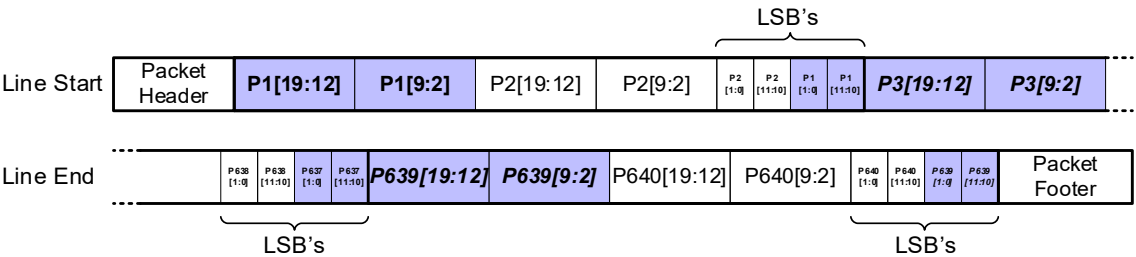 LSB's
Line Start
Packet Header
P1[19:12]
P1[9:2]
P2[19:12]
P2[9:2]
P2 [1:0]
P2 [11:10]
P1 [1:0]
P1 [11:10]
P3[19:12]
P3[9:2]
Line End
P638 [1:0]
P638 [11:10]
P637 [1:0]
P637 [11:10]
P639[19:12]
P639[9:2]
P640[19:12]
P640[9:2]
P640 [1:0]
P640 [11:10]
P639 [1:0]
P639 [11:10]
Packet Footer
LSB's
LSB's